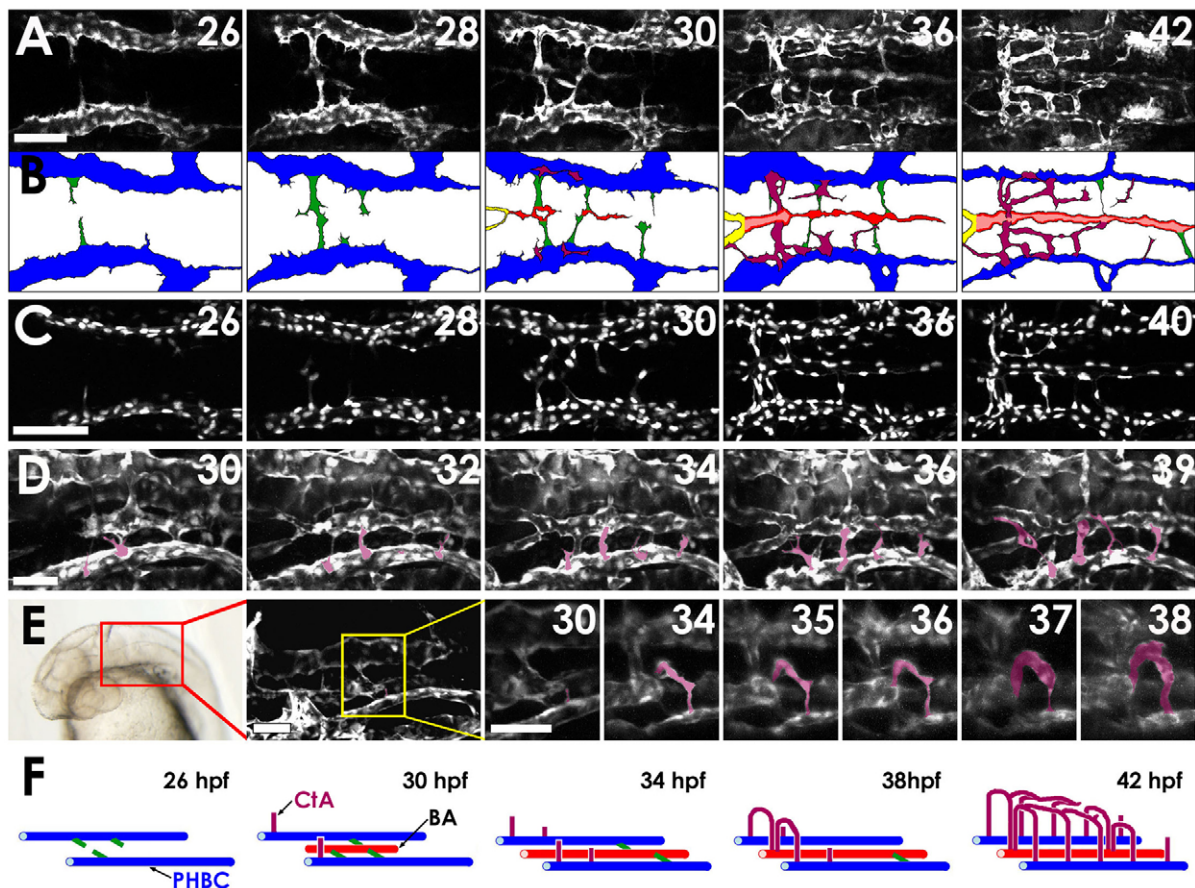 A 26 28 30 36 42
B
C 26 28 30 36 40
D 30 32 34 36 39
E 30 34 35 36 37 38
F 26 hpf 30 hpf 34 hpf 38hpf 42 hpf
CtA
BA
PHBC